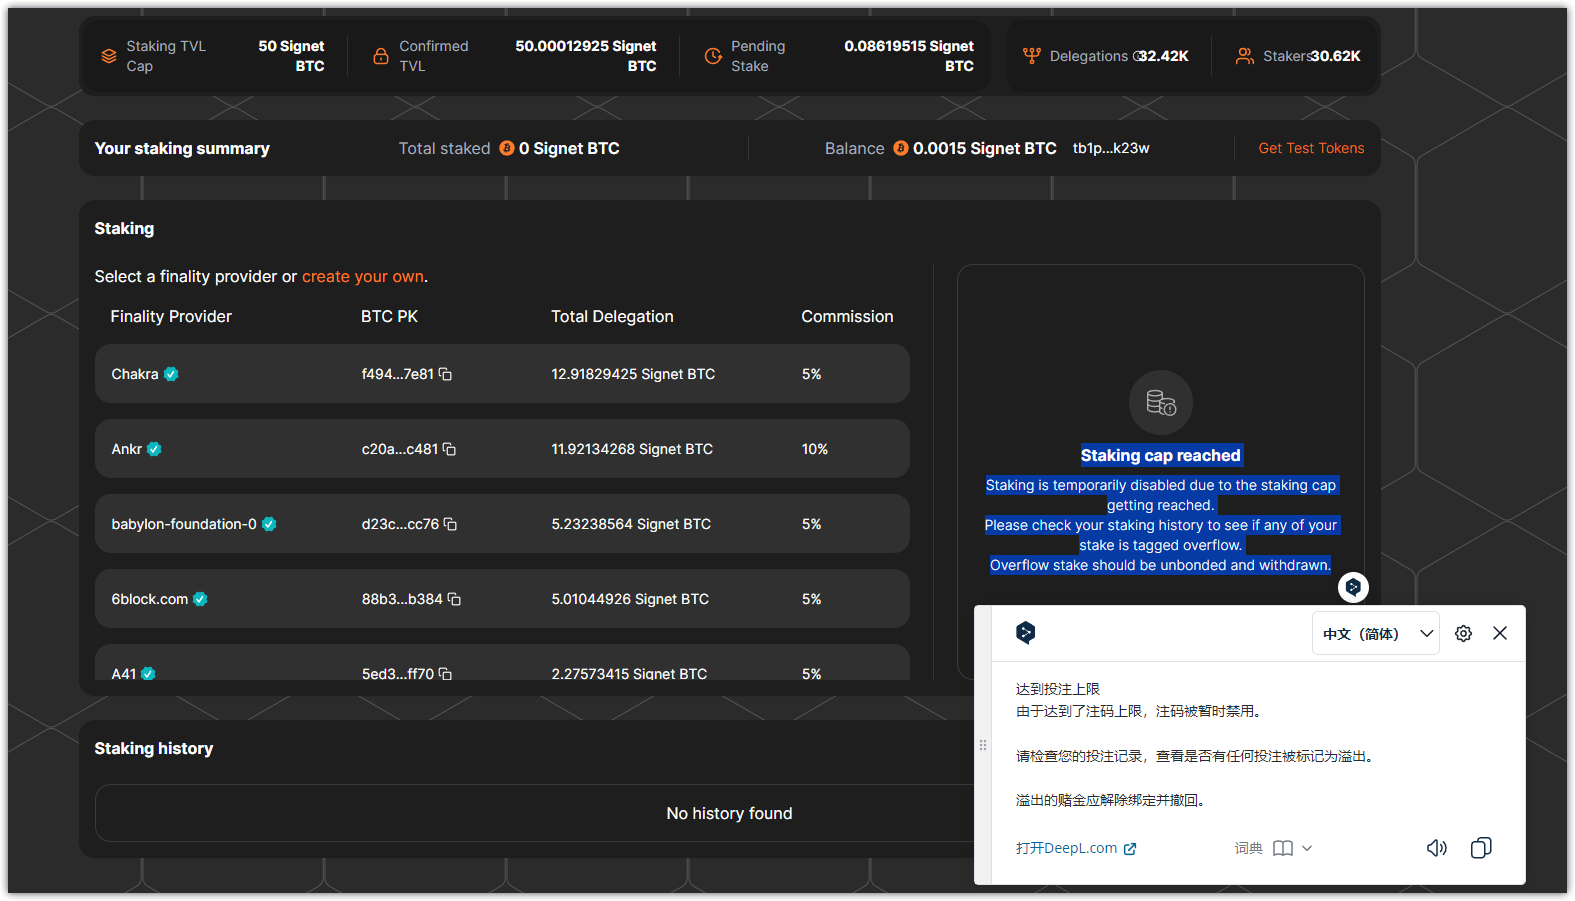 Staking TVL Cap
50 Signet BTC
Confirmed TVL
50.00012925 Signet BTC
Pending Stake
0.08619515 Signet BTC
Delegations
32.42K
Stakers
30.62K
Your staking summary
Total staked
0 Signet BTC
Balance
0.0015 Signet BTC
tb1p...k23w
Get Test Tokens
Staking
Select a finality provider or create your own.
Finality Provider
BTC PK
Total Delegation
Commission
Chakra
f494...7e81
12.91829425 Signet BTC
5%
Ankr
c20a...c481
11.92134268 Signet BTC
10%
babylon-foundation-0
d23c...cc76
5.23238564 Signet BTC
5%
6block.com
88b3...b384
5.01044926 Signet BTC
5%
A41
5ed3...ff70
2.27573415 Signet BTC
5%
Staking cap reached
Staking is temporarily disabled due to the staking cap
getting reached.
Please check your staking history to see if any of your
stake is tagged overflow.
Overflow stake should be unbonded and withdrawn.
中文（简体）
达到投注上限
由于达到了注码上限，注码被暂时禁用。
请检查您的投注记录，查看是否有任何投注被标记为溢出。
溢出的赌金应解除绑定并撤回。
打开DeepL.com
词典
Staking history
No history found